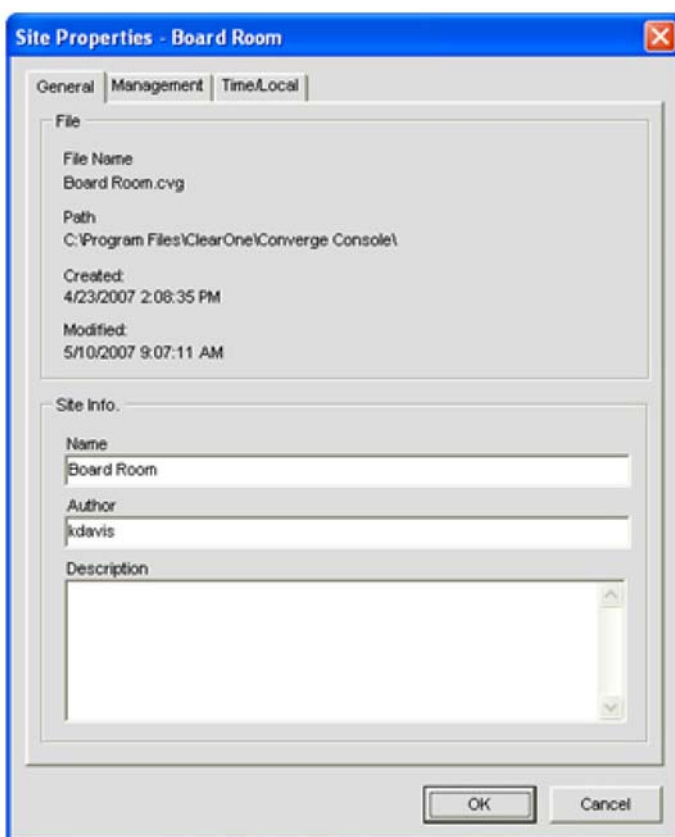 Site Properties - Board Room
General Management Time/Local
File
File Name
Board Room.cvg
Path
C:\Program Files\ClearOne\Converge Console\
Created:
4/23/2007 2:08:35 PM
Modified:
5/10/2007 9:07:11 AM
Site Info.
Name
Board Room
Author
kdavis
Description
OK Cancel